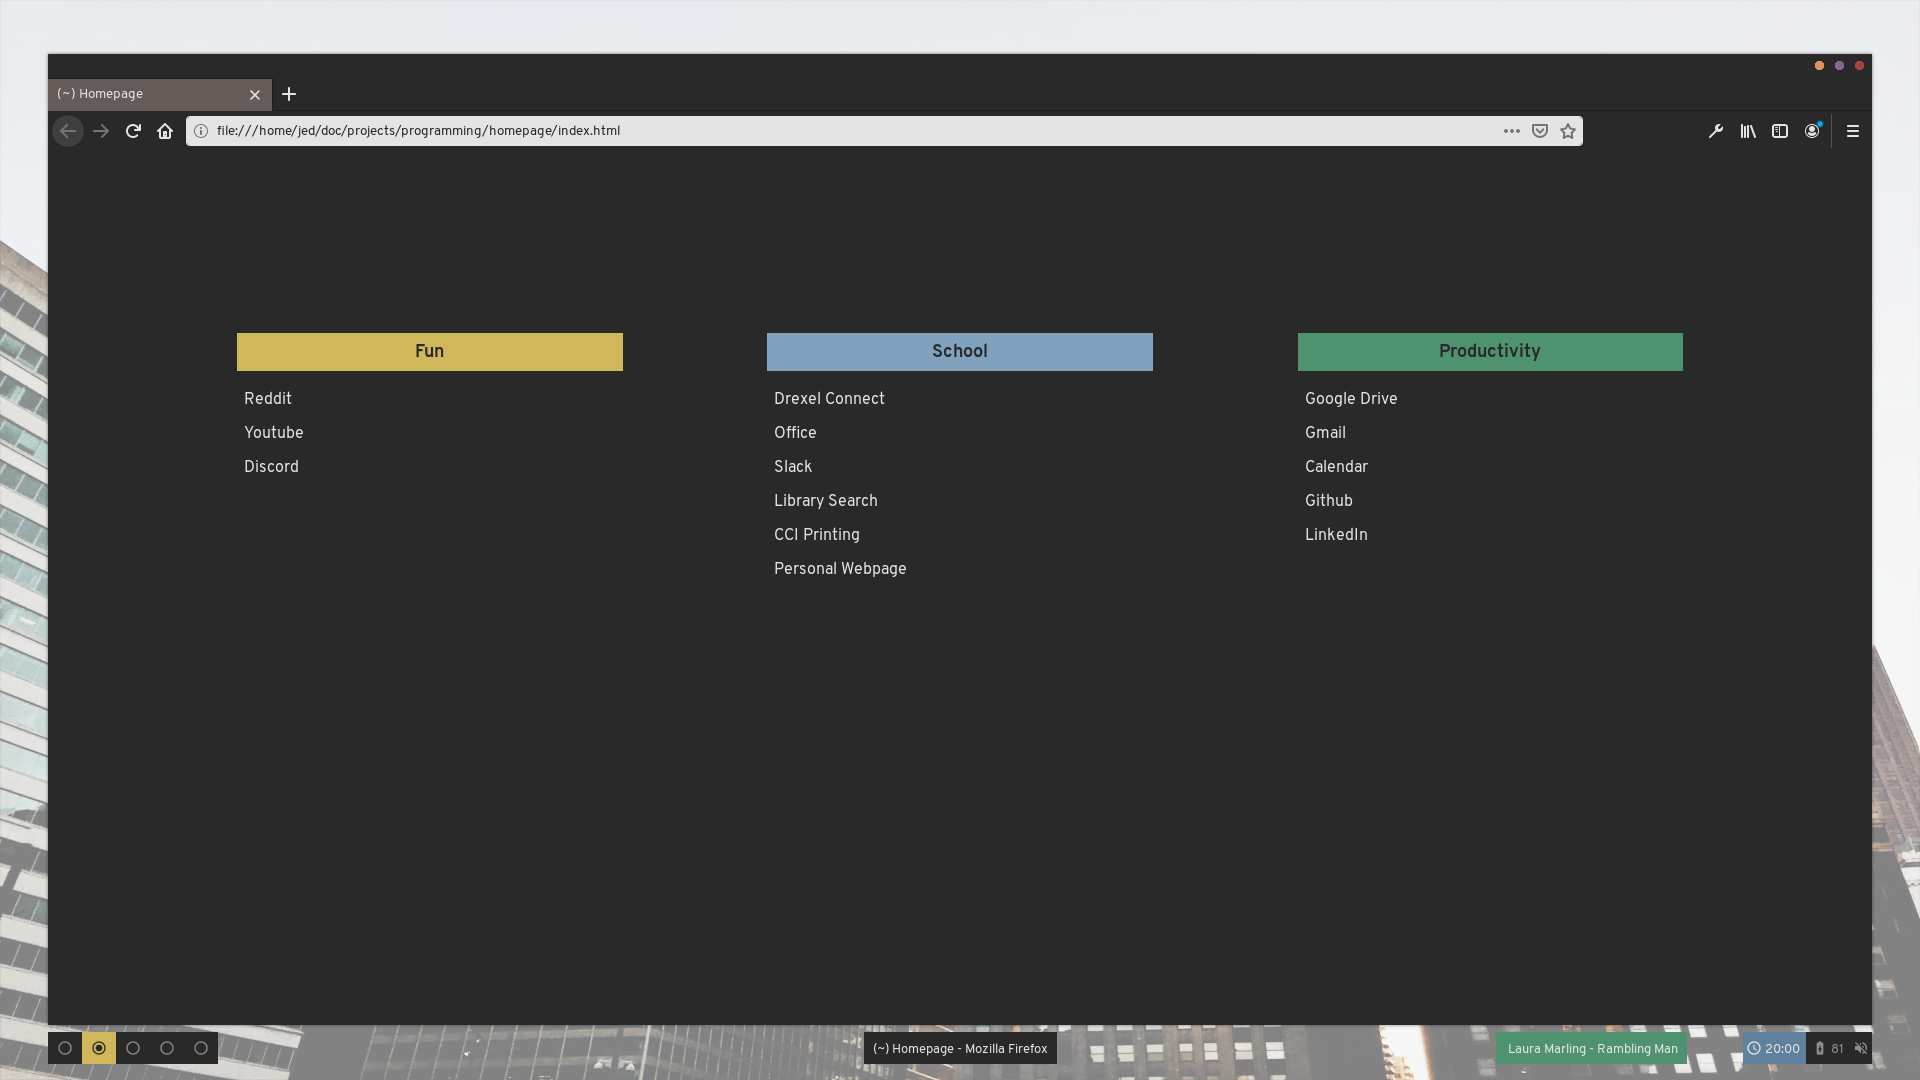 (~) Homepage
file:///home/jed/doc/projects/programming/homepage/index.html
Fun
Reddit
Youtube
Discord
School
Drexel Connect
Office
Slack
Library Search
CCI Printing
Personal Webpage
Productivity
Google Drive
Gmail
Calendar
Github
LinkedIn
(~) Homepage - Mozilla Firefox
Laura Marling - Rambling Man
20:00
81